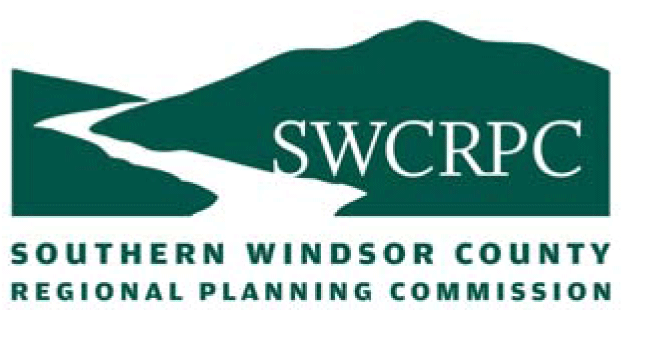 SWCRPC
SOUTHERN WINDSOR COUNTY
REGIONAL PLANNING COMMISSION